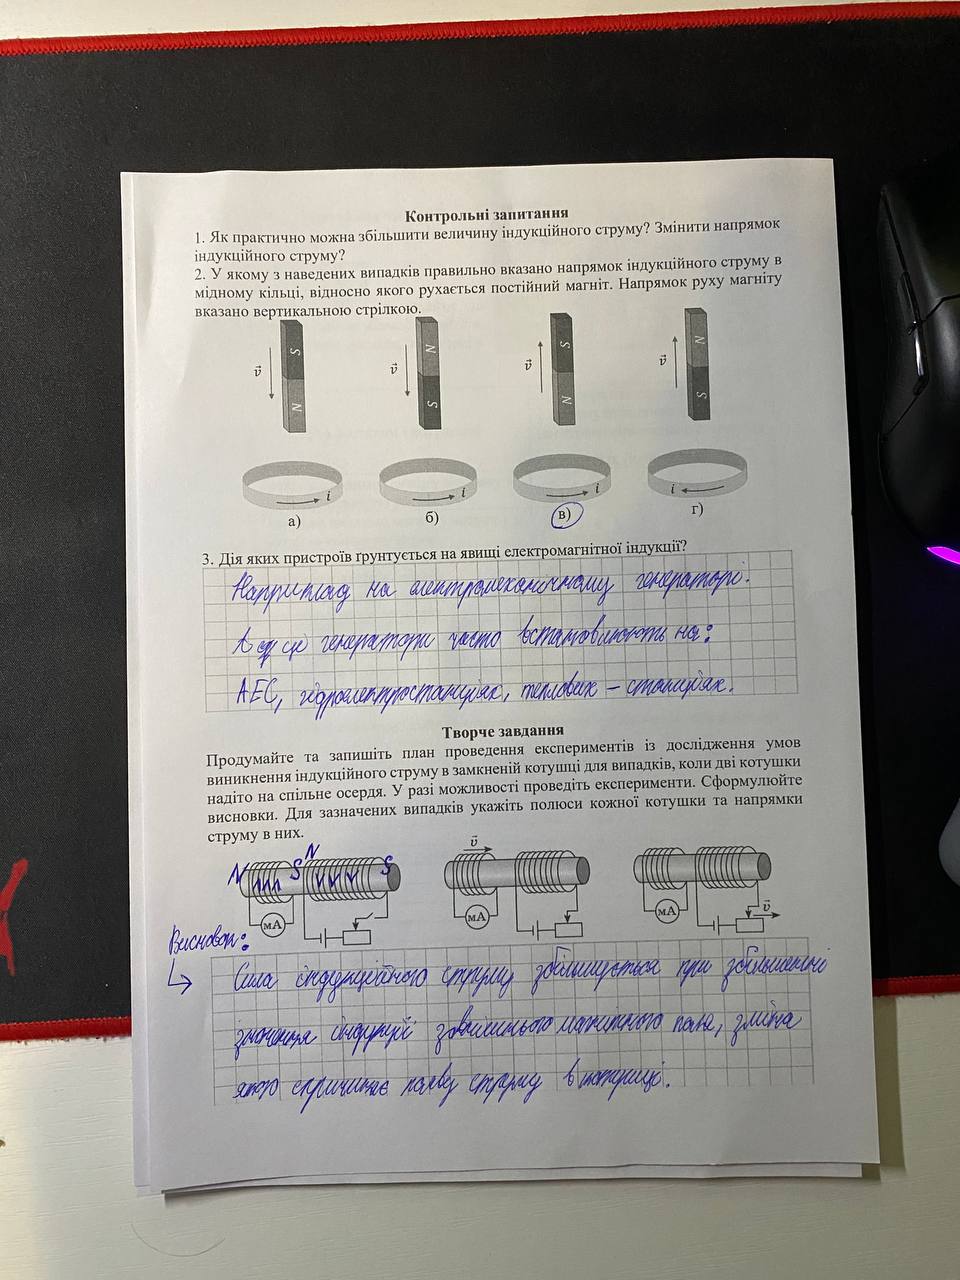 Контрольні запитання
1. Як практично можна збільшити величину індукційного струму? Змінити напрямок
індукційного струму?
2. У якому з наведених випадків правильно вказано напрямок індукційного струму в
мідному кільці, відносно якого рухається постійний магніт. Напрямок руху магніту
вказано вертикальною стрілкою.
v S N v N S v S N v N S
i i i i
а) б) в) г)
3. Дія яких пристроїв ґрунтується на явищі електромагнітної індукції?
Наприклад на електромеханічному генераторі.
А ці генератори часто встановлюють на:
АЕС, гідроелектростанціях, теплових – станціях.
Творче завдання
Продумайте та запишіть план проведення експериментів із дослідження умов
виникнення індукційного струму в замкненій котушці для випадків, коли дві котушки
надіто на спільне осердя. У разі можливості проведіть експерименти. Сформулюйте
висновки. Для зазначених випадків укажіть полюси кожної котушки та напрямки
струму в них.
N S N S v
мА мА мА v
Висновок:
Сила індукційного струму збільшується при збільшенні
значення індукції зовнішнього магнітного поля, зміна
якого спричиняє появу струму в котушці.